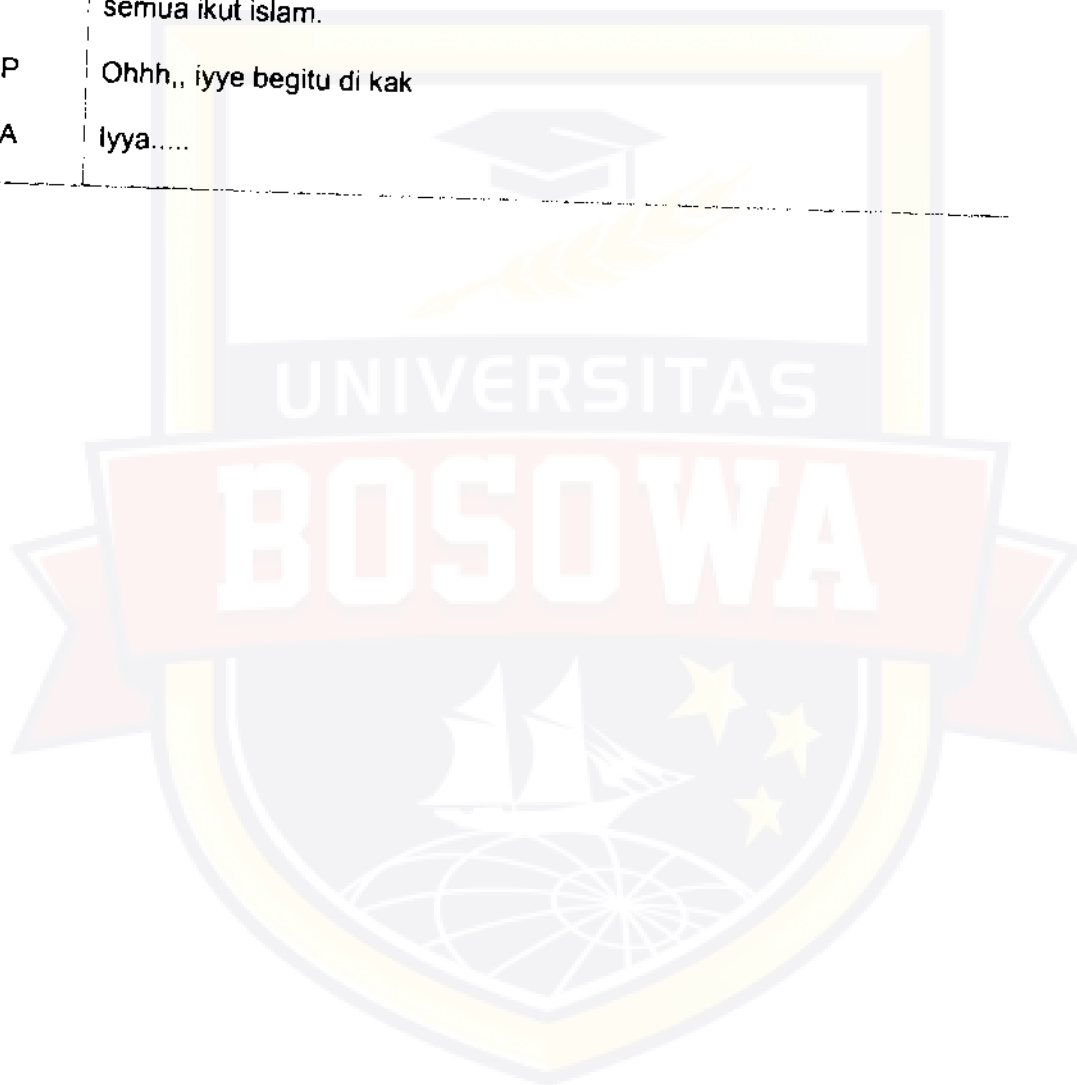 semua ikut islam.
P Ohhh,, iyye begitu di kak
A Iyya.....
UNIVERSITAS
BOSOWA